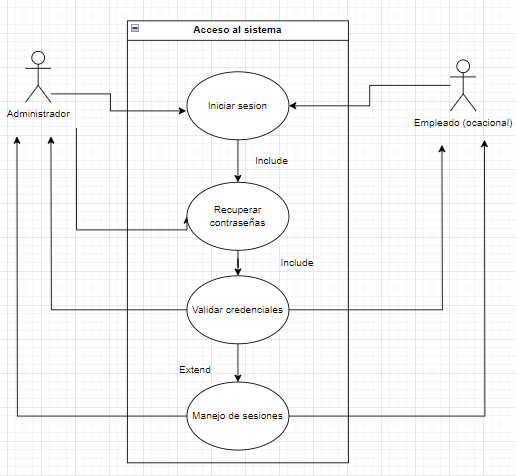 Acceso al sistema
Iniciar sesion
Administrador
Empleado (ocacional)
Include
Recuperar
contraseñas
Include
Validar credenciales
Extend
Manejo de sesiones